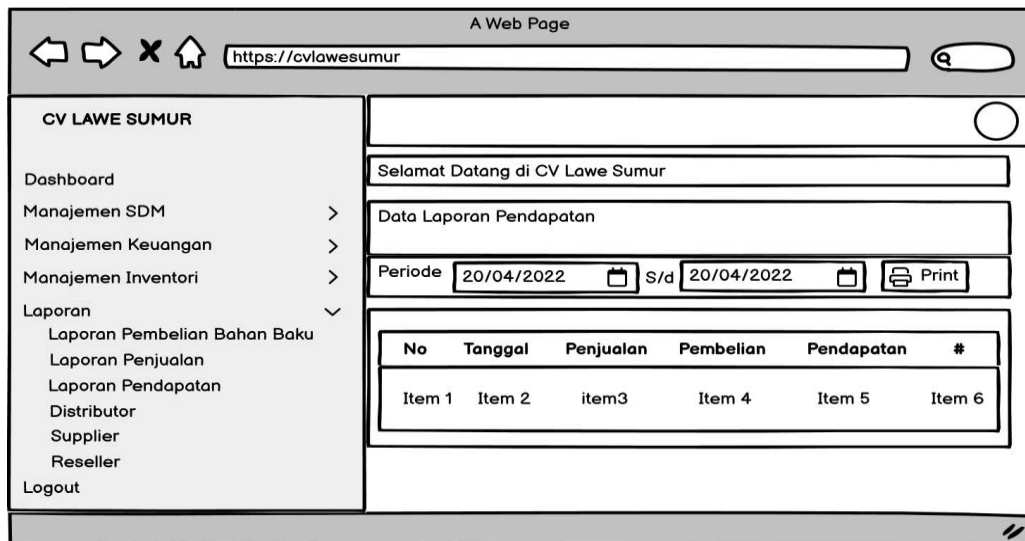 A Web Page
https://cvlawesumur
CV LAWE SUMUR
Dashboard
Manajemen SDM
Manajemen Keuangan
Manajemen Inventori
Laporan
Laporan Pembelian Bahan Baku
Laporan Penjualan
Laporan Pendapatan
Distributor
Supplier
Reseller
Logout
Selamat Datang di CV Lawe Sumur
Data Laporan Pendapatan
Periode 20/04/2022 S/d 20/04/2022 Print
No Tanggal Penjualan Pembelian Pendapatan #
Item 1 Item 2 item3 Item 4 Item 5 Item 6